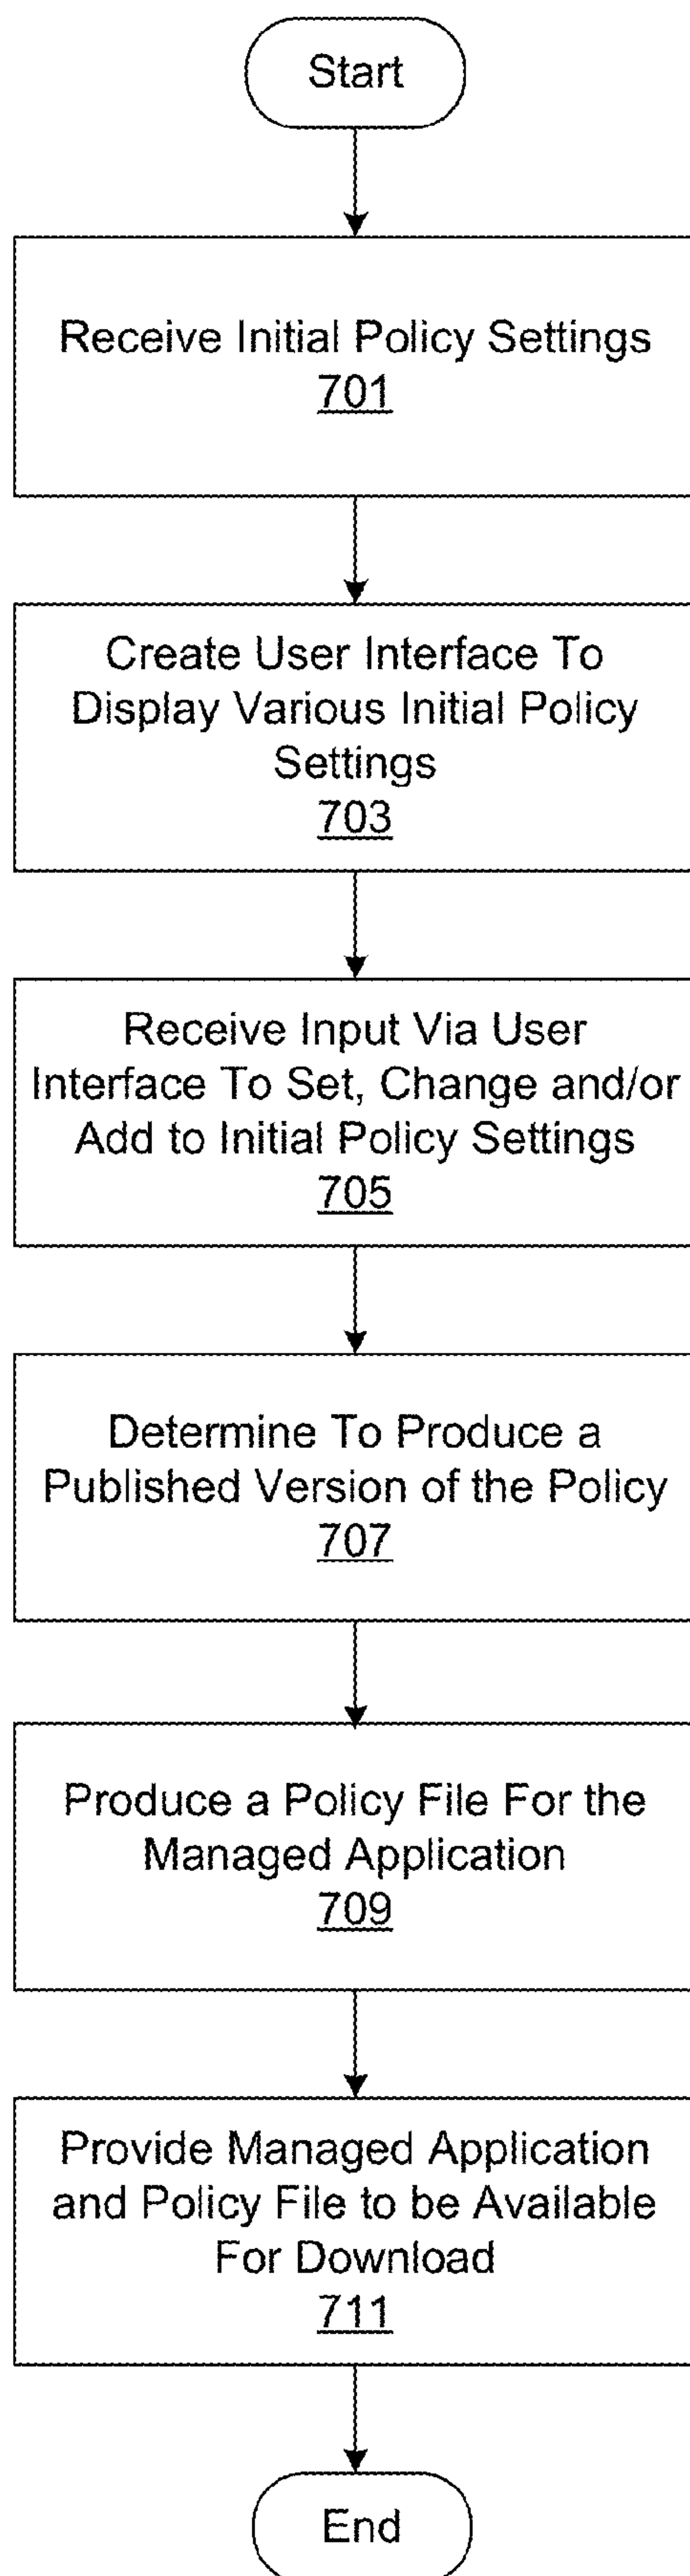 Start
Receive Initial Policy Settings
701
Create User Interface To
Display Various Initial Policy
Settings
703
Receive Input Via User
Interface To Set, Change and/or
Add to Initial Policy Settings
705
Determine To Produce a
Published Version of the Policy
707
Produce a Policy File For the
Managed Application
709
Provide Managed Application
and Policy File to be Available
For Download
711
End